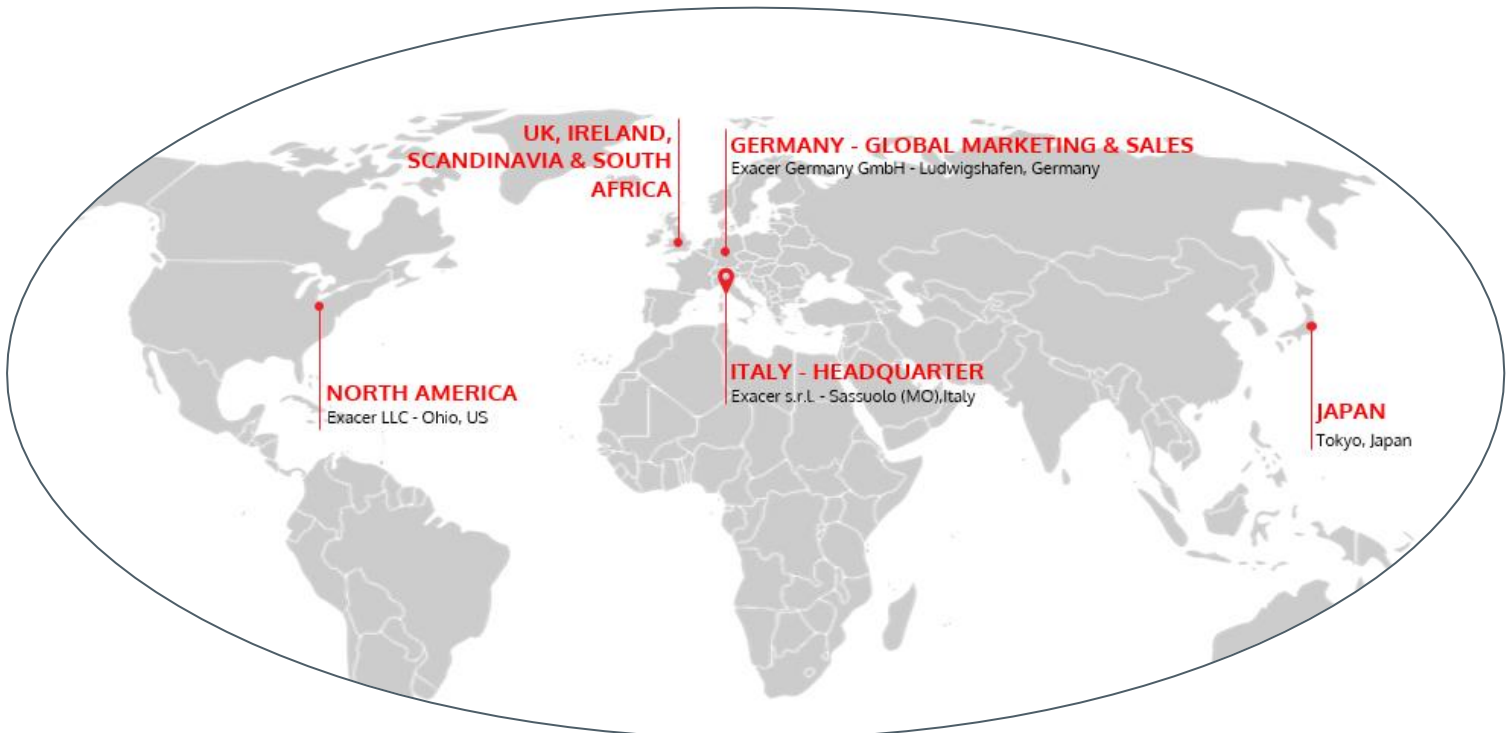 UK, IRELAND,
SCANDINAVIA & SOUTH
AFRICA
GERMANY - GLOBAL MARKETING & SALES
Exacer Germany GmbH - Ludwigshafen, Germany
ITALY - HEADQUARTER
Exacer s.r.l. - Sassuolo (MO),Italy
NORTH AMERICA
Exacer LLC - Ohio, US
JAPAN
Tokyo, Japan